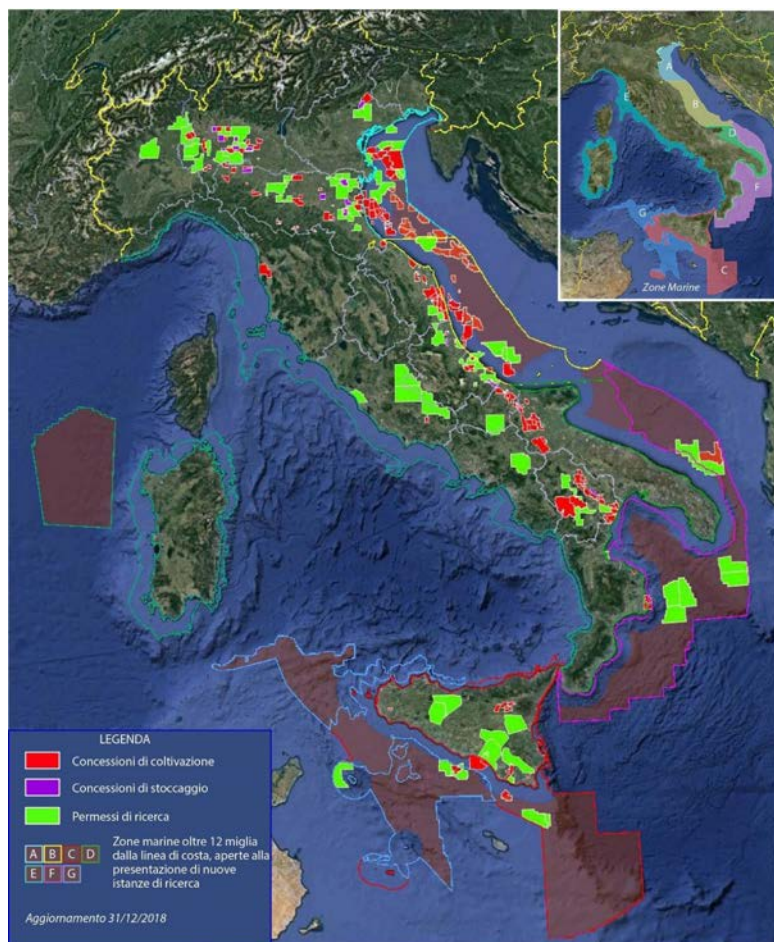 A
B
D
E
F
G
C
Zone Marine
LEGENDA
Concessioni di coltivazione
Concessioni di stoccaggio
Permessi di ricerca
A B C D
E F G
Zone marine oltre 12 miglia
dalla linea di costa, aperte alla
presentazione di nuove
istanze di ricerca
Aggiornamento 31/12/2018